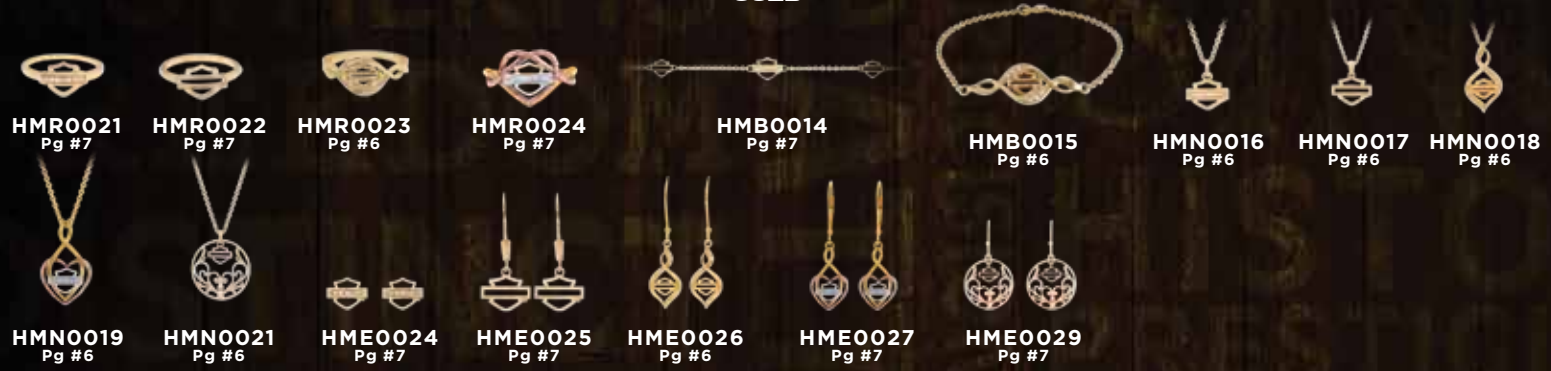 HMR0021 HMR0022 HMR0023 HMR0024 HMB0014 HMB0015 HMN0016 HMN0017 HMN0018
Pg #7 Pg #7 Pg #6 Pg #7 Pg #7 Pg #6 Pg #6 Pg #6 Pg #6
HMN0019 HMN0021 HME0024 HME0025 HME0026 HME0027 HME0029
Pg #6 Pg #6 Pg #7 Pg #7 Pg #6 Pg #7 Pg #7